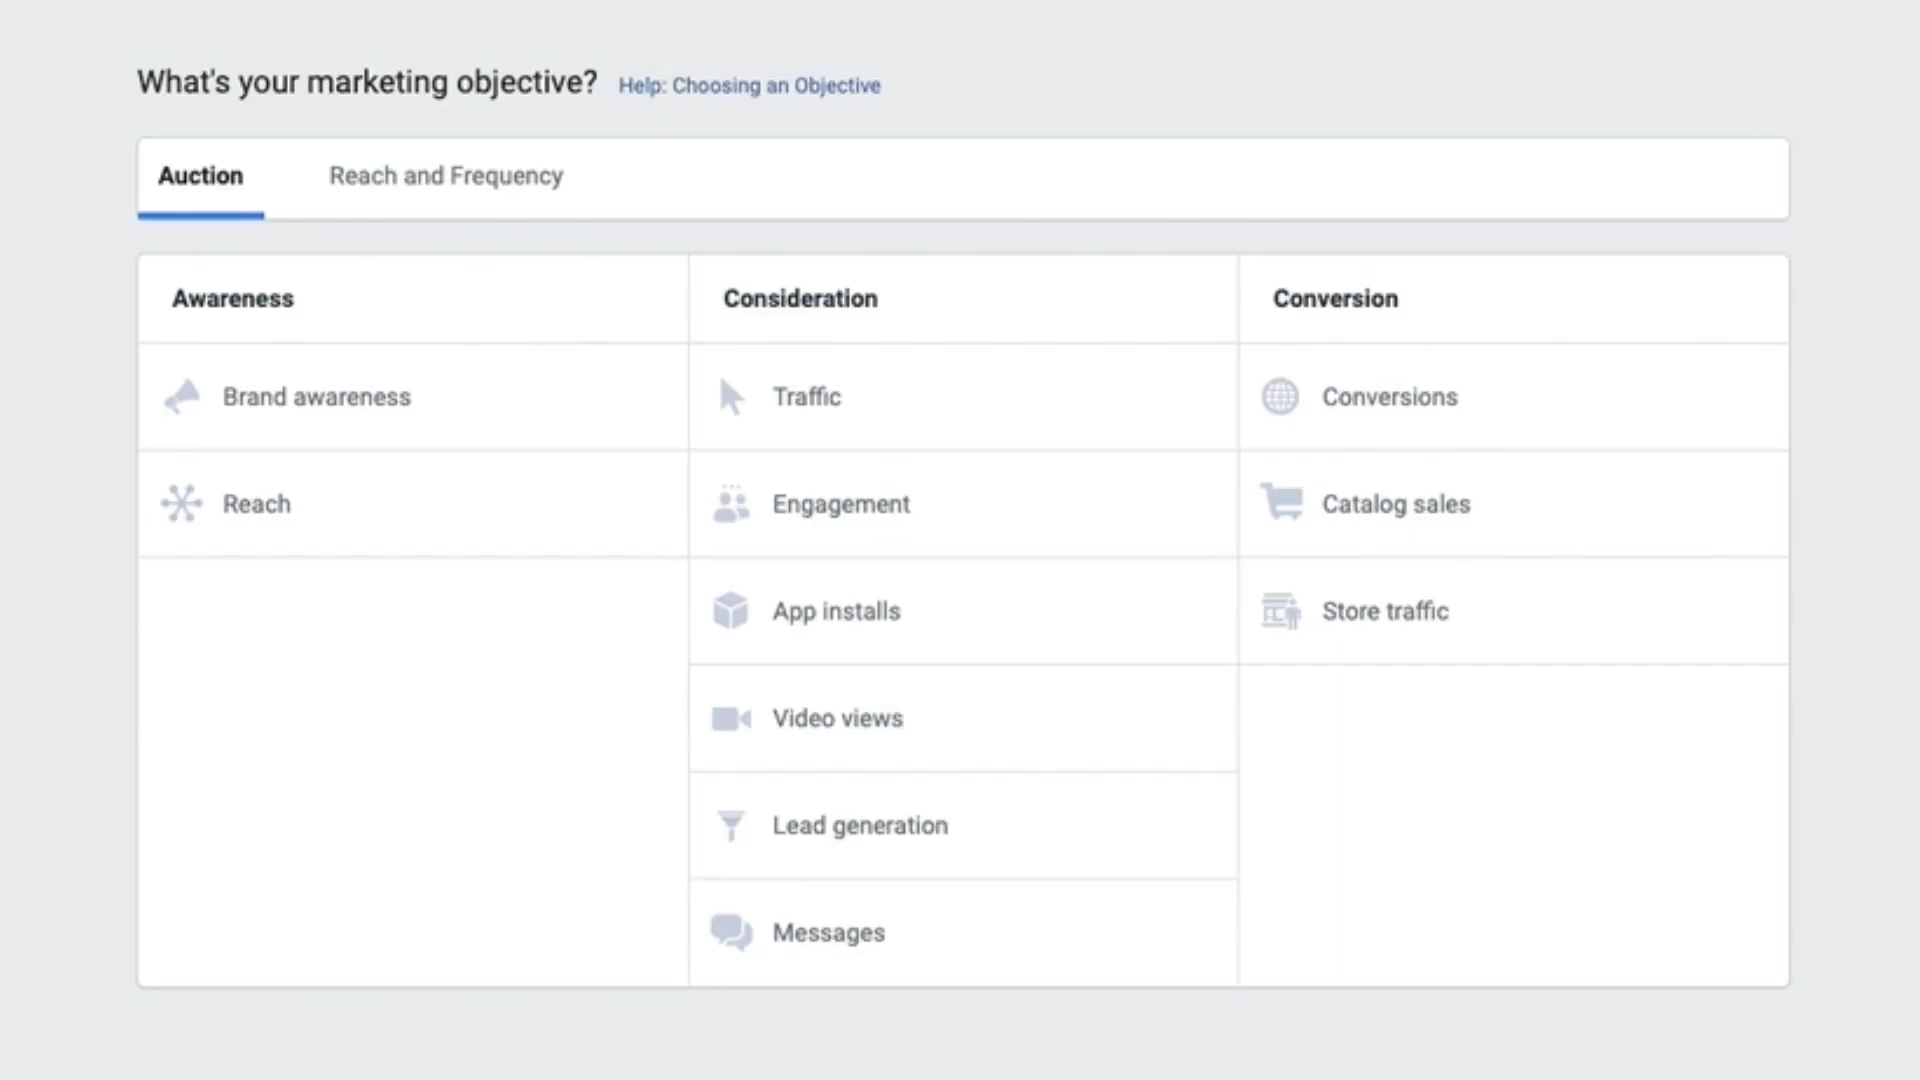 What's your marketing objective? Help: Choosing an Objective
Auction Reach and Frequency
Awareness Consideration Conversion
Brand awareness Traffic Conversions
Reach Engagement Catalog sales
App installs Store traffic
Video views
Lead generation
Messages